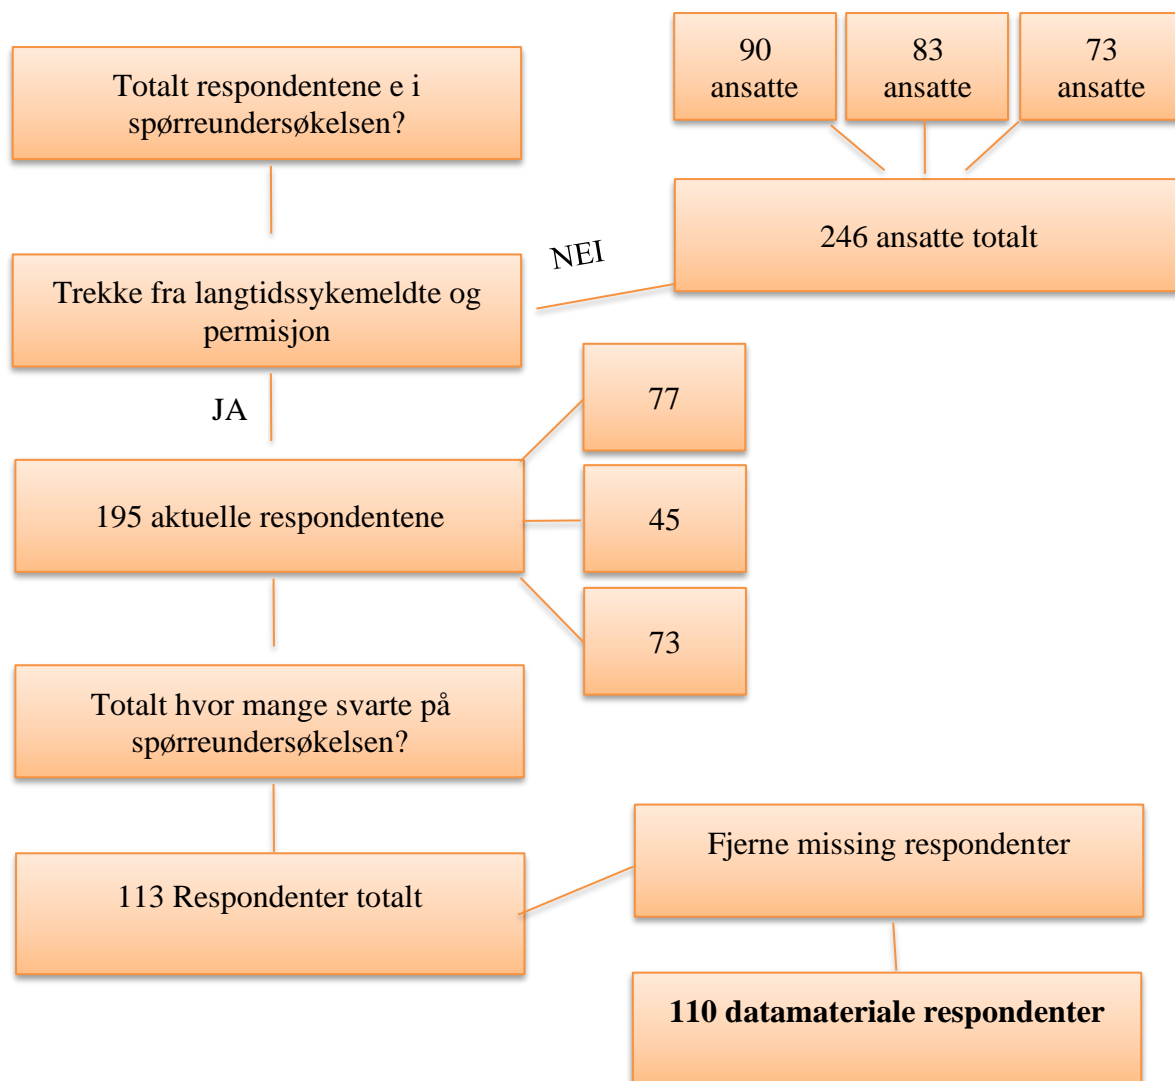 Totalt respondentene e i
spørreundersøkelsen?
90
ansatte
83
ansatte
73
ansatte
246 ansatte totalt
NEI
Trekke fra langtidssykemeldte og
permisjon
JA
195 aktuelle respondentene
77
45
73
Totalt hvor mange svarte på
spørreundersøkelsen?
113 Respondenter totalt
Fjerne missing respondenter
110 datamateriale respondenter